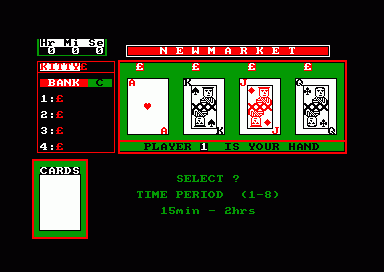 Hr Mi Se
0 0 0
NEWMARKET
KITTY£
£ £ £ £
BANK C
1:£
2:£
3:£
4:£
A K J Q
A K J Q
PLAYER 1 IS YOUR HAND
CARDS
SELECT ?
TIME PERIOD (1-8)
15min - 2hrs